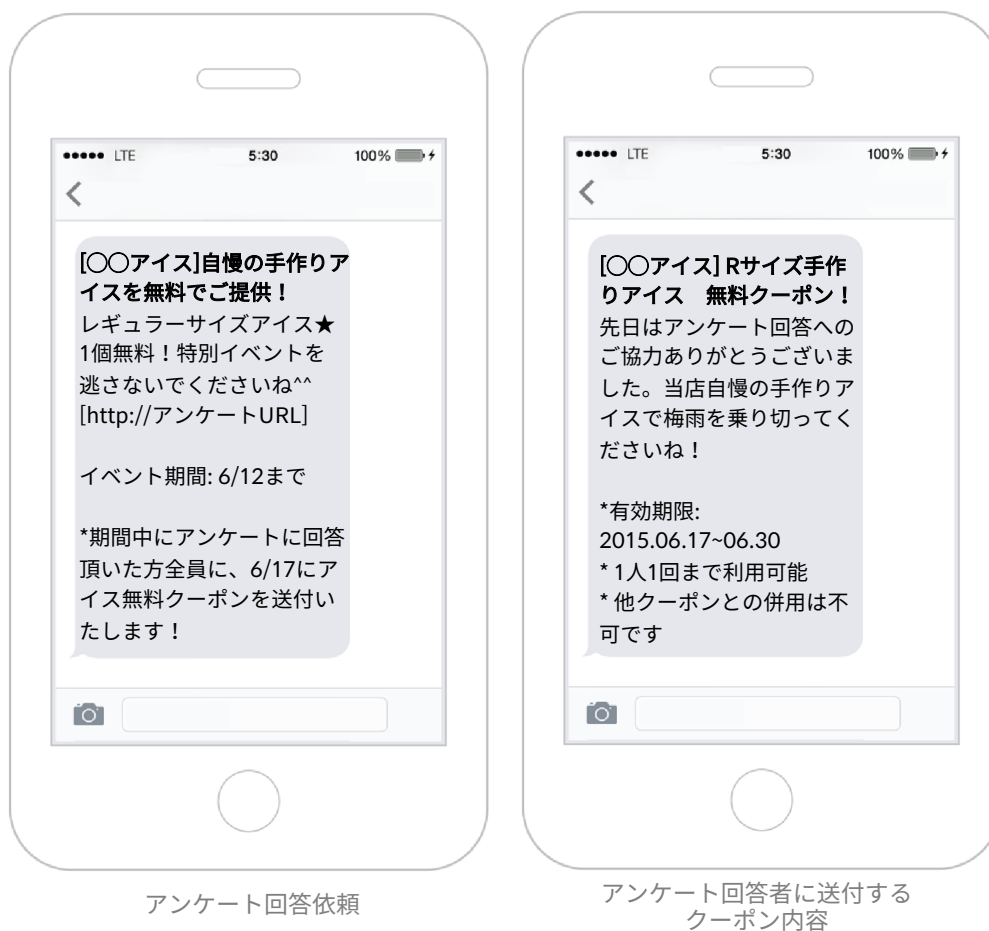 ●●●●● LTE 5:30 100%
[○○アイス]自慢の手作りア
イスを無料でご提供！
レギュラーサイズアイス★
1個無料！特別イベントを
逃さないでくださいね^^
[http://アンケートURL]
イベント期間: 6/12まで
*期間中にアンケートに回答
頂いた方全員に、6/17にア
イス無料クーポンを送付い
たします！
アンケート回答依頼
●●●●● LTE 5:30 100%
[○○アイス] Rサイズ手作
りアイス　無料クーポン！
先日はアンケート回答への
ご協力ありがとうございま
した。当店自慢の手作りア
イスで梅雨を乗り切ってく
ださいね！
*有効期限:
2015.06.17~06.30
* 1人1回まで利用可能
* 他クーポンとの併用は不
可です
アンケート回答者に送付する
クーポン内容